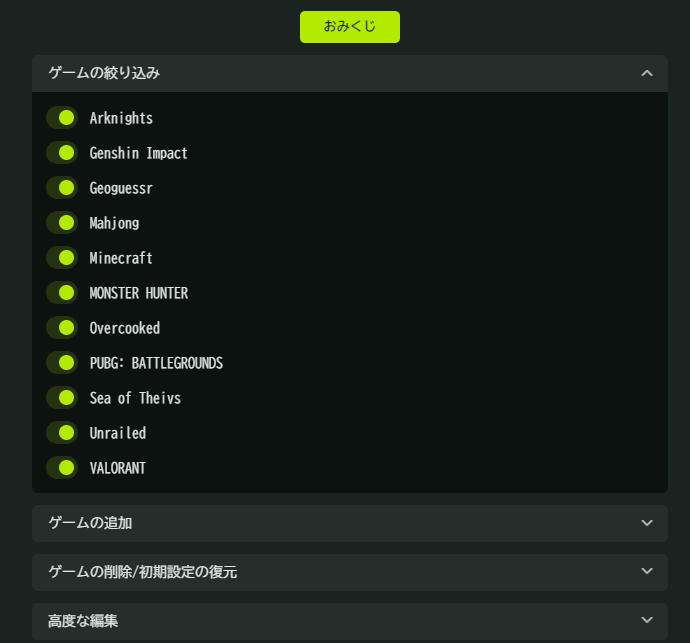 おみくじ
ゲームの絞り込み
Arknights
Genshin Impact
Geoguessr
Mahjong
Minecraft
MONSTER HUNTER
Overcooked
PUBG: BATTLEGROUNDS
Sea of Theivs
Unrailed
VALORANT
ゲームの追加
ゲームの削除/初期設定の復元
高度な編集